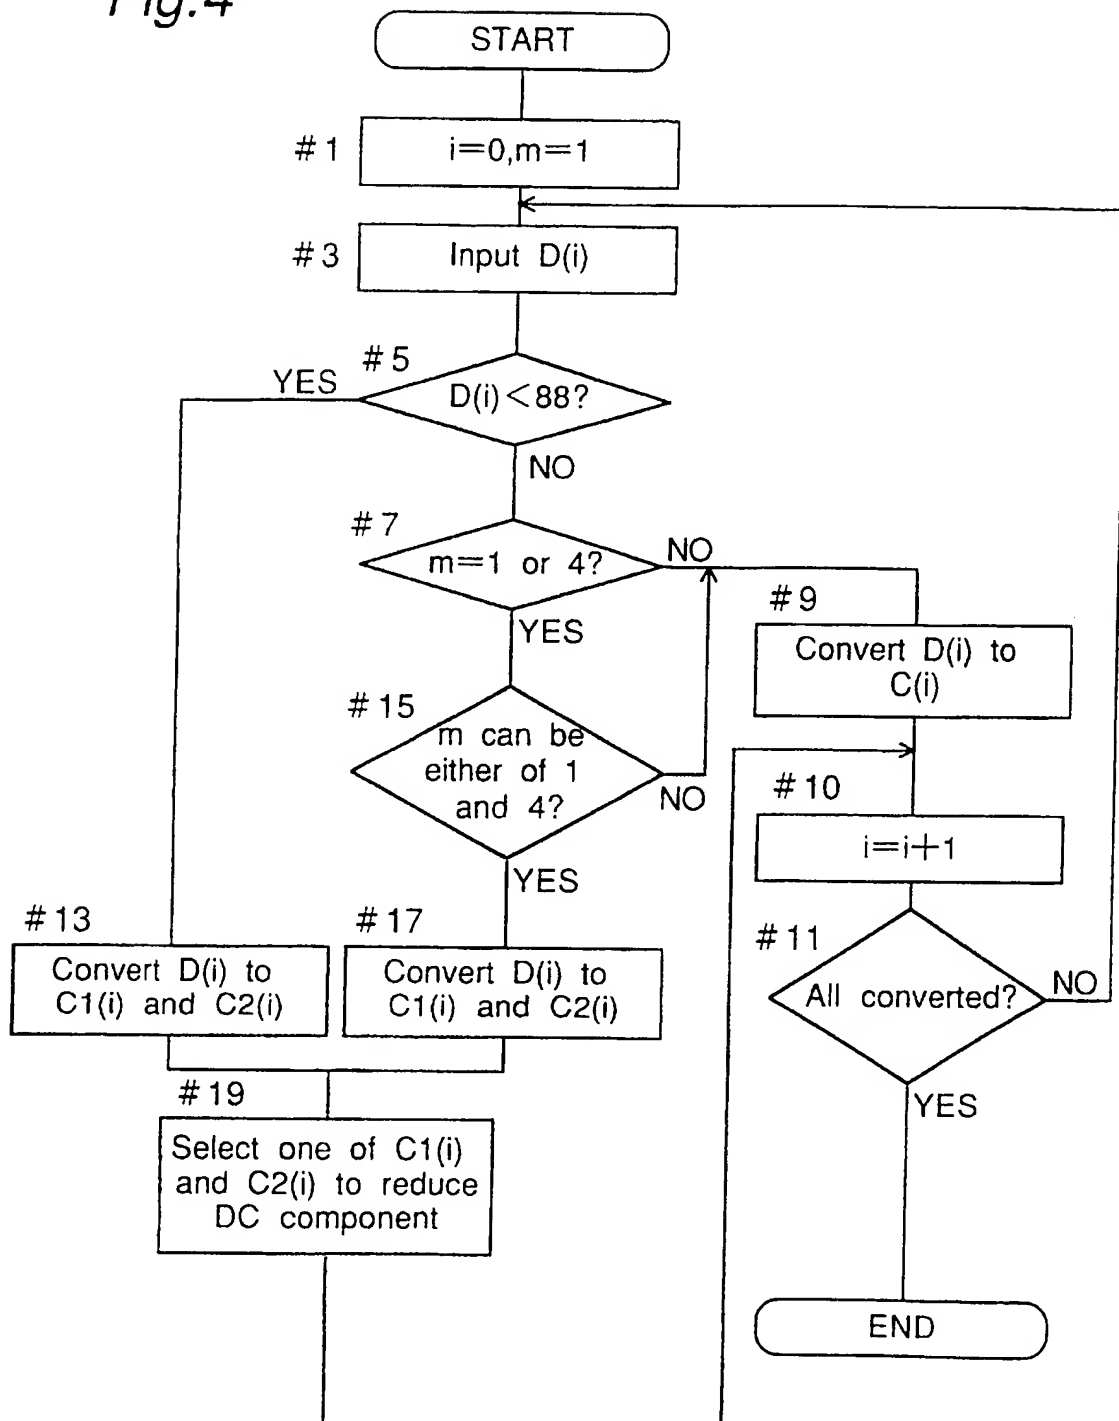 Fig.4
START
#1
i=0,m=1
#3
Input D(i)
#5
YES
D(i)<88?
NO
#7
m=1 or 4?
NO
YES
#9
Convert D(i) to
C(i)
#15
m can be
either of 1
and 4?
NO
YES
#10
i=i+1
#11
All converted?
NO
YES
#13
Convert D(i) to
C1(i) and C2(i)
#17
Convert D(i) to
C1(i) and C2(i)
#19
Select one of C1(i)
and C2(i) to reduce
DC component
END